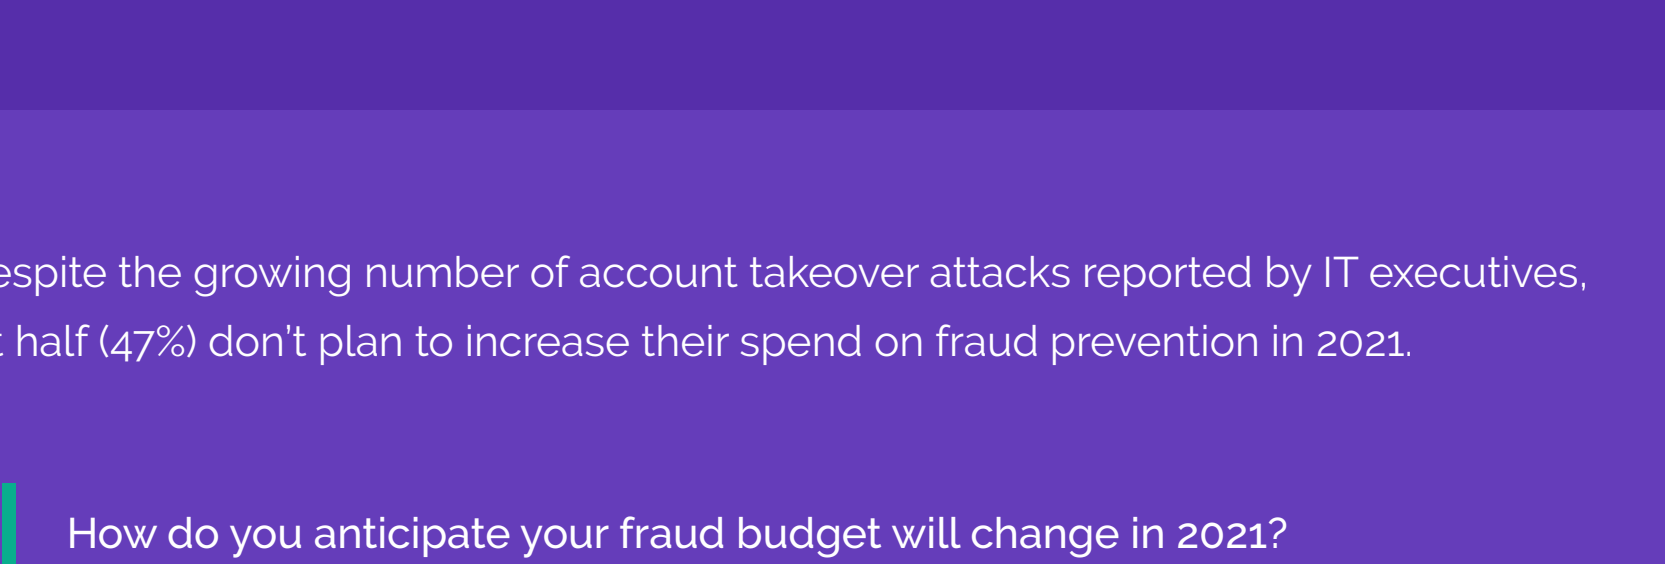 espite the growing number of account takeover attacks reported by IT executives,
half (47%) don’t plan to increase their spend on fraud prevention in 2021.
How do you anticipate your fraud budget will change in 2021?